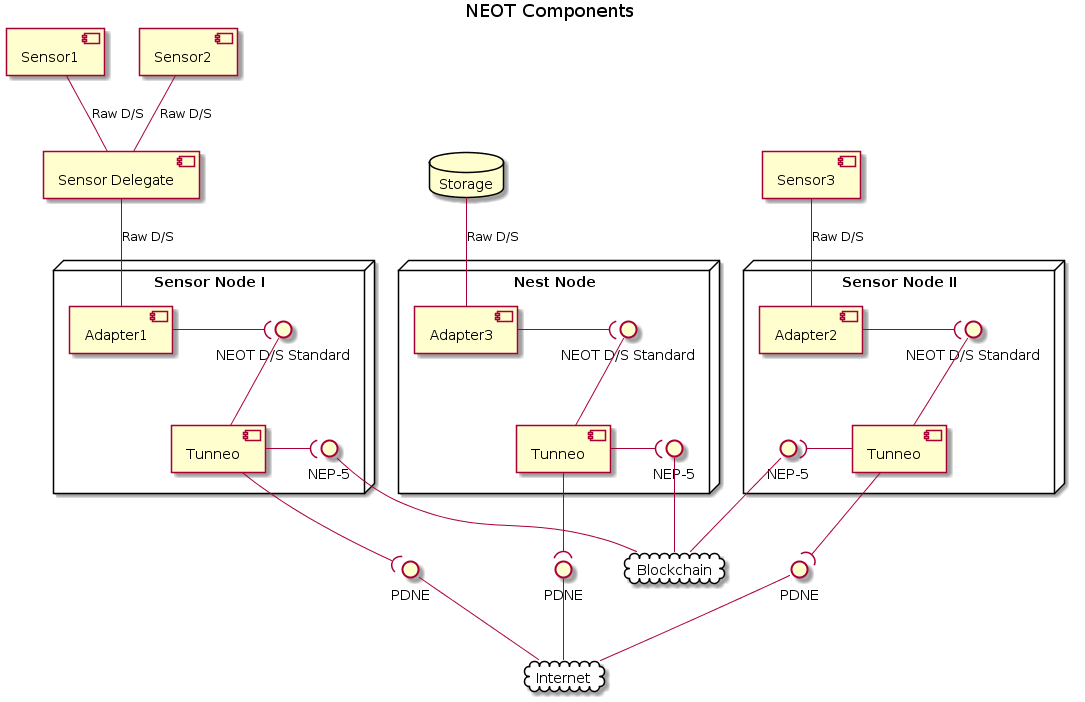 NEOT Components
Sensor1
Sensor2
Raw D/S
Raw D/S
Sensor Delegate
Storage
Sensor3
Raw D/S
Raw D/S
Raw D/S
Sensor Node I
Nest Node
Sensor Node II
Adapter1
Adapter3
Adapter2
NEOT D/S Standard
NEOT D/S Standard
NEOT D/S Standard
Tunneo
NEP-5
Tunneo
NEP-5
NEP-5
Tunneo
Blockchain
PDNE
PDNE
PDNE
Internet